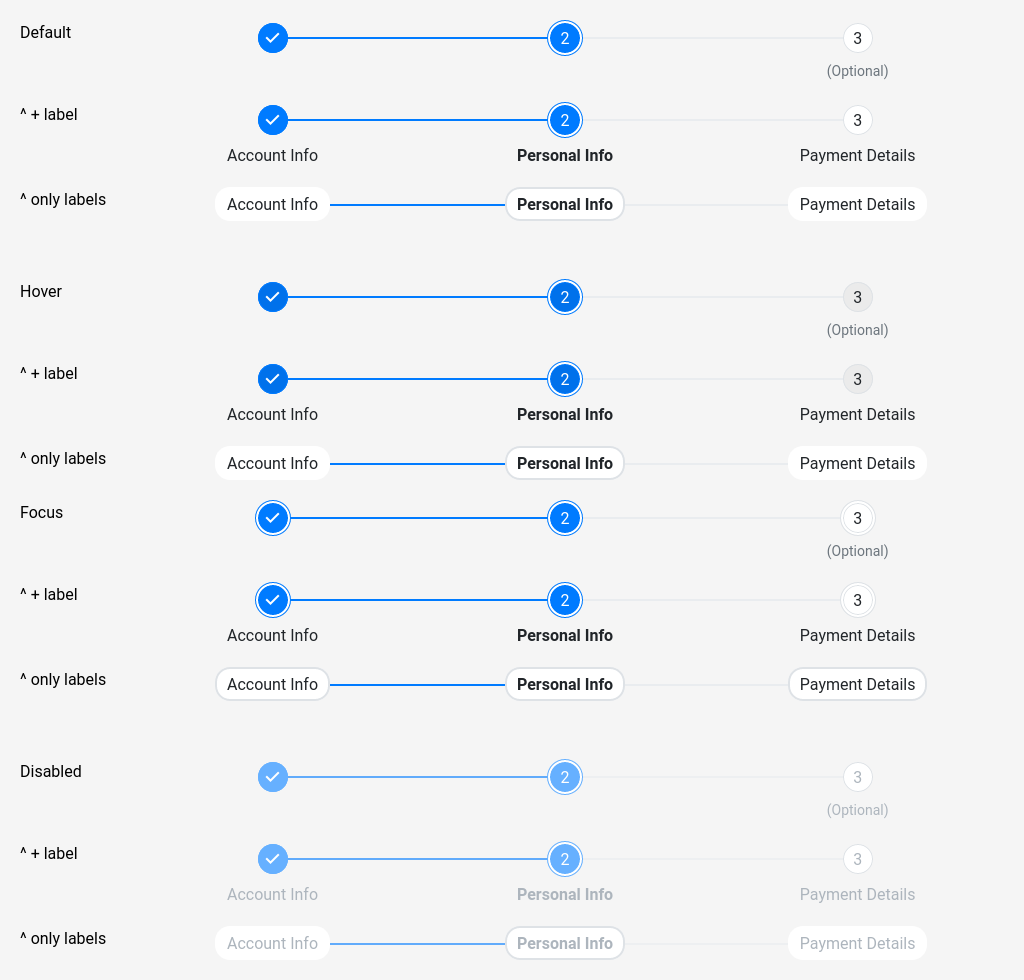 Default 2 3
(Optional)
^ + label 2 3
Account Info Personal Info Payment Details
^ only labels Account Info Personal Info Payment Details
Hover 2 3
(Optional)
^ + label 2 3
Account Info Personal Info Payment Details
^ only labels Account Info Personal Info Payment Details
Focus 2 3
(Optional)
^ + label 2 3
Account Info Personal Info Payment Details
^ only labels Account Info Personal Info Payment Details
Disabled 2 3
(Optional)
^ + label 2 3
Account Info Personal Info Payment Details
^ only labels Account Info Personal Info Payment Details